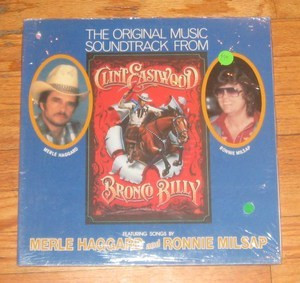 THE ORIGINAL MUSIC
SOUNDTRACK FROM
CLINT EASTWOOD
BRONCO BILLY
MERLE HAGGARD
RONNIE MILSAP
FEATURING SONGS BY
MERLE HAGGARD and RONNIE MILSAP